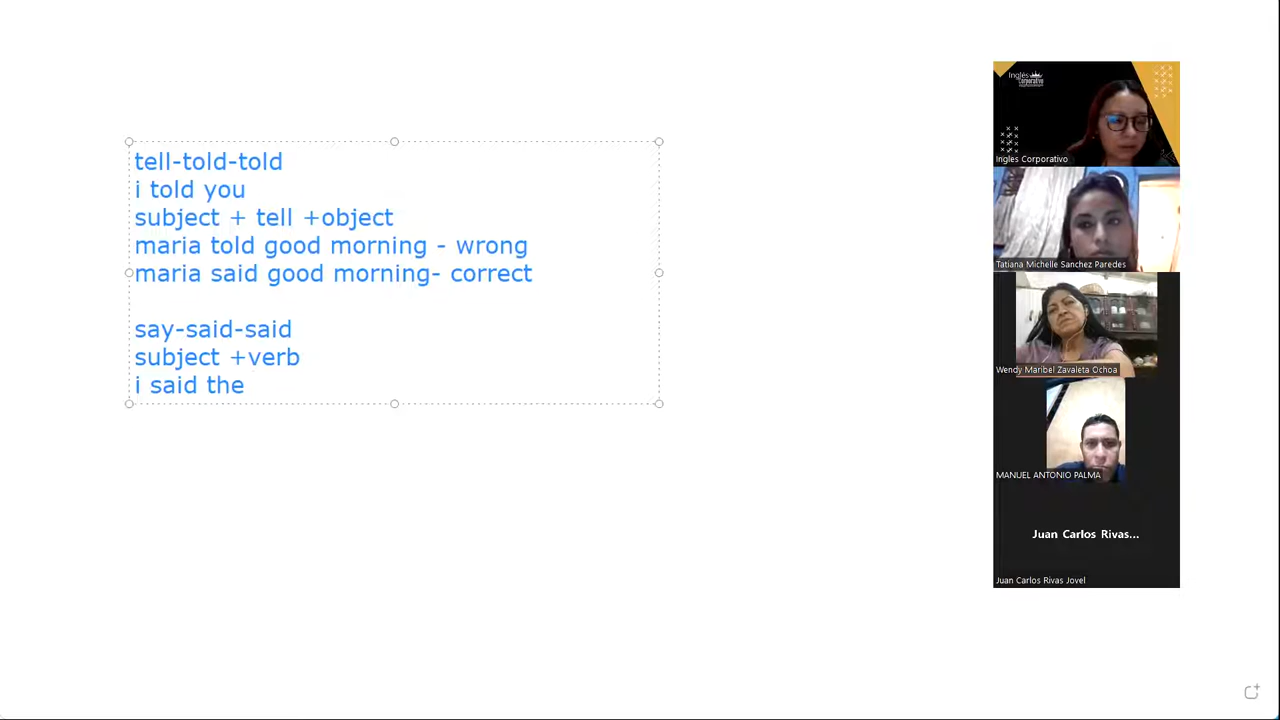 tell-told-told
i told you
subject + tell +object
maria told good morning - wrong
maria said good morning- correct
say-said-said
subject +verb
i said the
Inglés
Corporativo
Ingles Corporativo
Tatiana Michelle Sanchez Paredes
Wendy Maribel Zavaleta Ochoa
MANUEL ANTONIO PALMA
Juan Carlos Rivas...
Juan Carlos Rivas Jovel